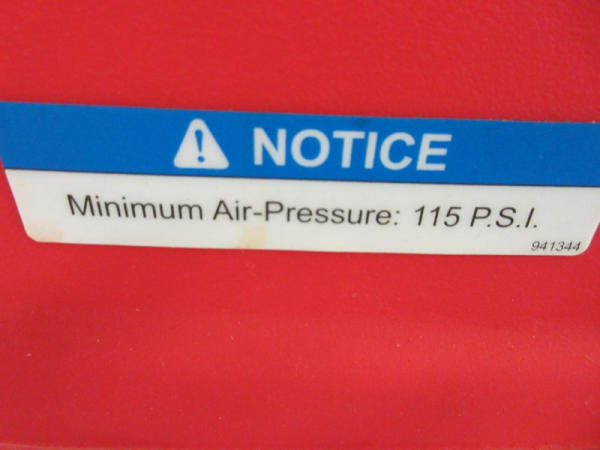 NOTICE
Minimum Air-Pressure: 115 P.S.I.
941344